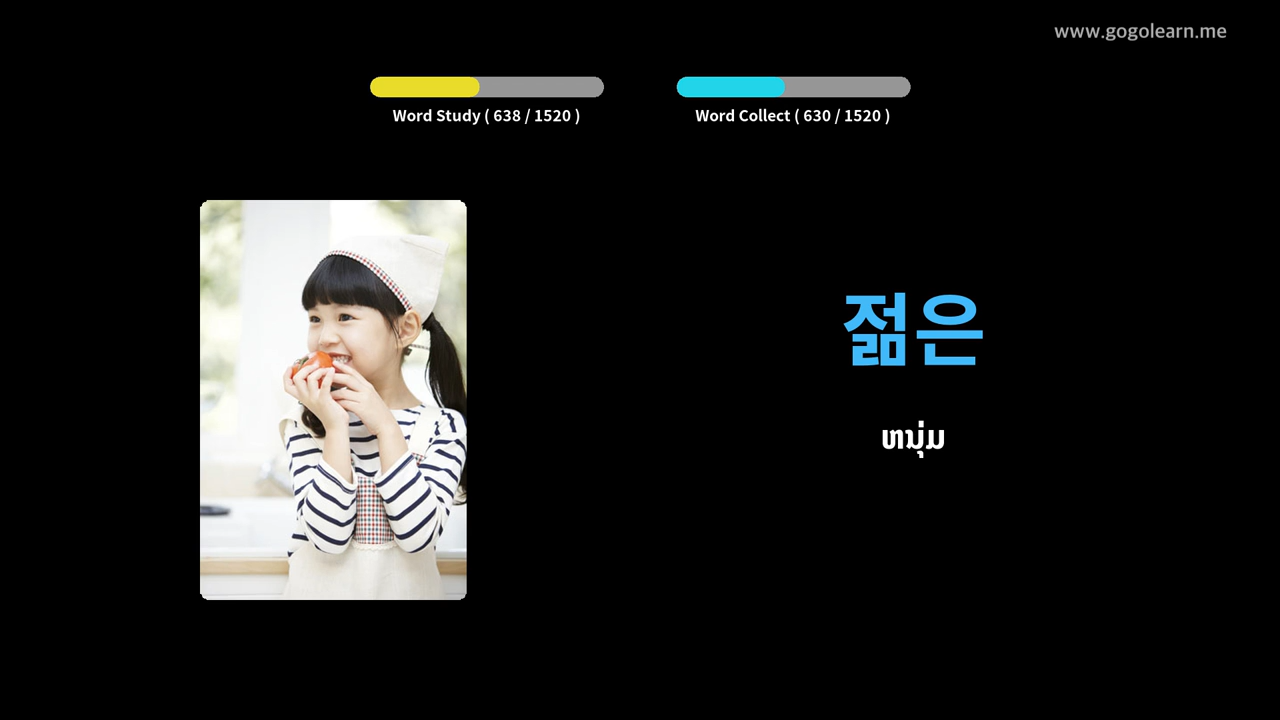 www.gogolearn.me
Word Study ( 638 / 1520 )
Word Collect ( 630 / 1520 )
젊은
ຫນຸ່ມ